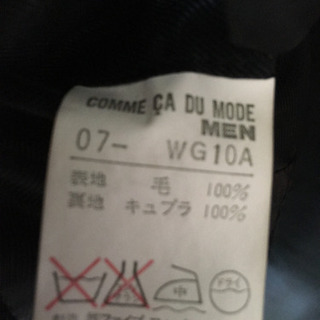 COMME ÇA DU MODE
MEN
07- WG10A
表地 毛 100%
裏地 キュプラ 100%
中 ドライ